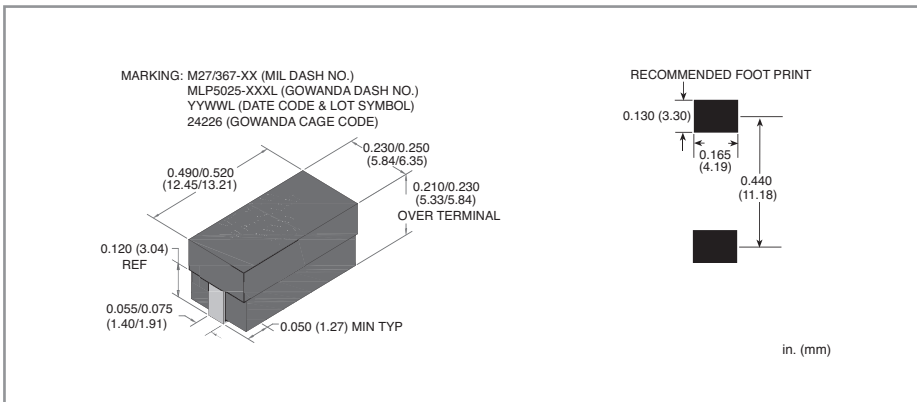 MARKING: M27/367-XX (MIL DASH NO.)
MLP5025-XXXL (GOWANDA DASH NO.)
YYWWL (DATE CODE & LOT SYMBOL)
24226 (GOWANDA CAGE CODE)
0.230/0.250
(5.84/6.35)
0.490/0.520
(12.45/13.21)
0.210/0.230
(5.33/5.84)
OVER TERMINAL
0.120 (3.04)
REF
0.055/0.075
(1.40/1.91)
0.050 (1.27) MIN TYP
RECOMMENDED FOOT PRINT
0.130 (3.30)
0.165
(4.19)
0.440
(11.18)
in. (mm)